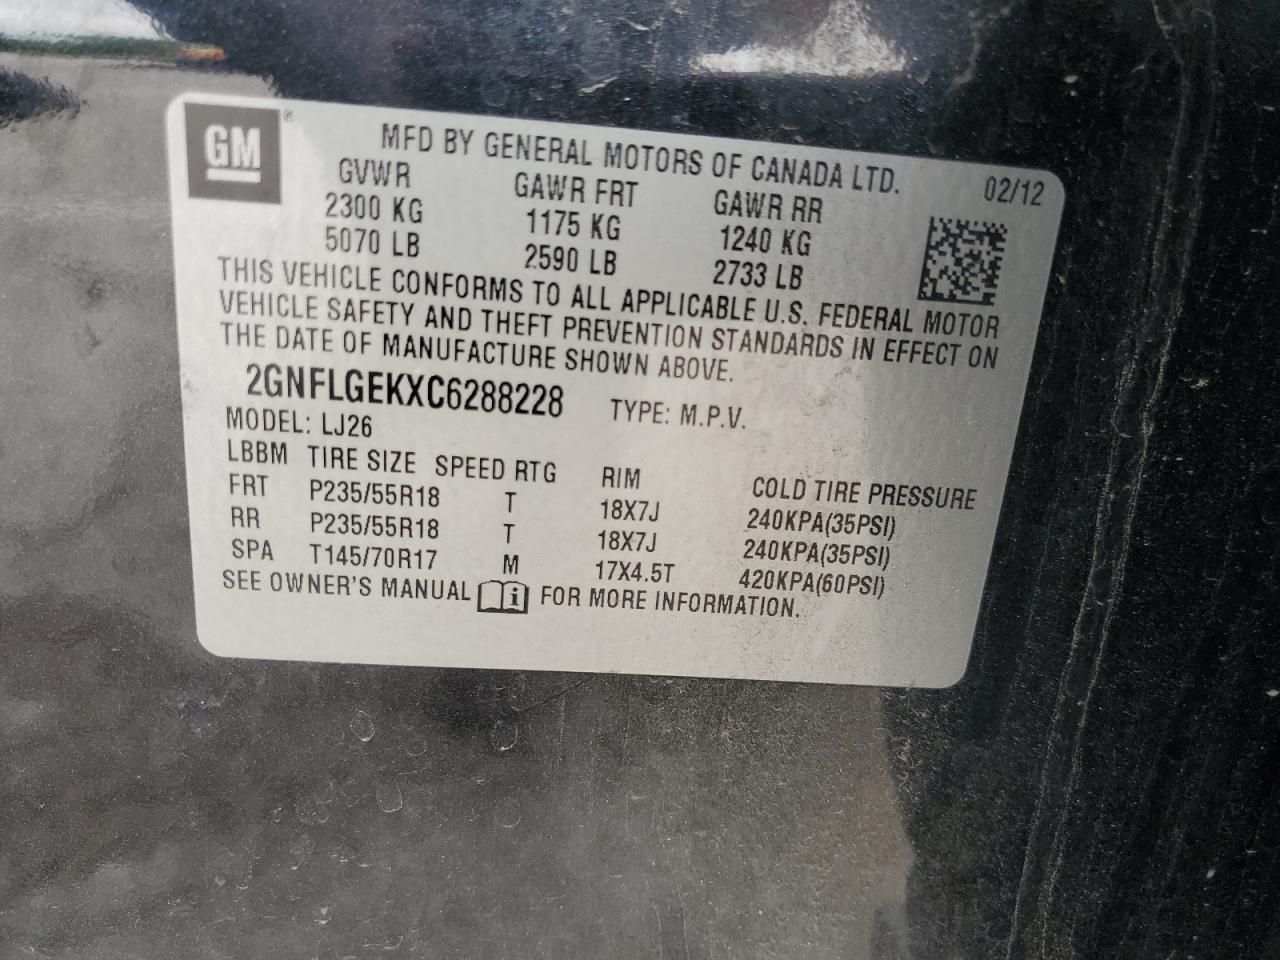 GM ®
MFD BY GENERAL MOTORS OF CANADA LTD. 02/12
GVWR GAWR FRT GAWR RR
2300 KG 1175 KG 1240 KG
5070 LB 2590 LB 2733 LB
THIS VEHICLE CONFORMS TO ALL APPLICABLE U.S. FEDERAL MOTOR
VEHICLE SAFETY AND THEFT PREVENTION STANDARDS IN EFFECT ON
THE DATE OF MANUFACTURE SHOWN ABOVE.
2GNFLGEKXC6288228 TYPE: M.P.V.
MODEL: LJ26
LBBM TIRE SIZE SPEED RTG RIM COLD TIRE PRESSURE
FRT P235/55R18 T 18X7J 240KPA(35PSI)
RR P235/55R18 T 18X7J 240KPA(35PSI)
SPA T145/70R17 M 17X4.5T 420KPA(60PSI)
SEE OWNER'S MANUAL i FOR MORE INFORMATION.